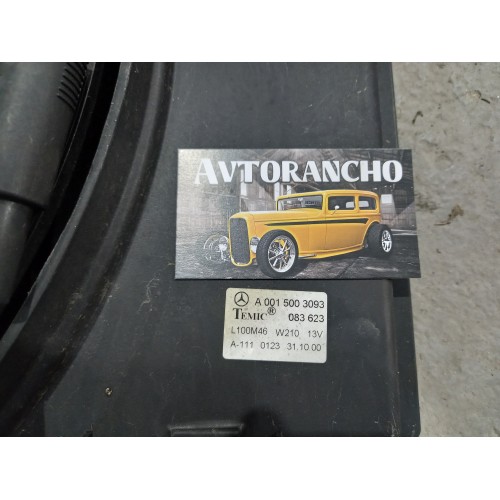 AVTORANCHO
A 001 500 3093
TEMIC® 083 623
L100M46 W210 13V
A-111 0123 31.10 00